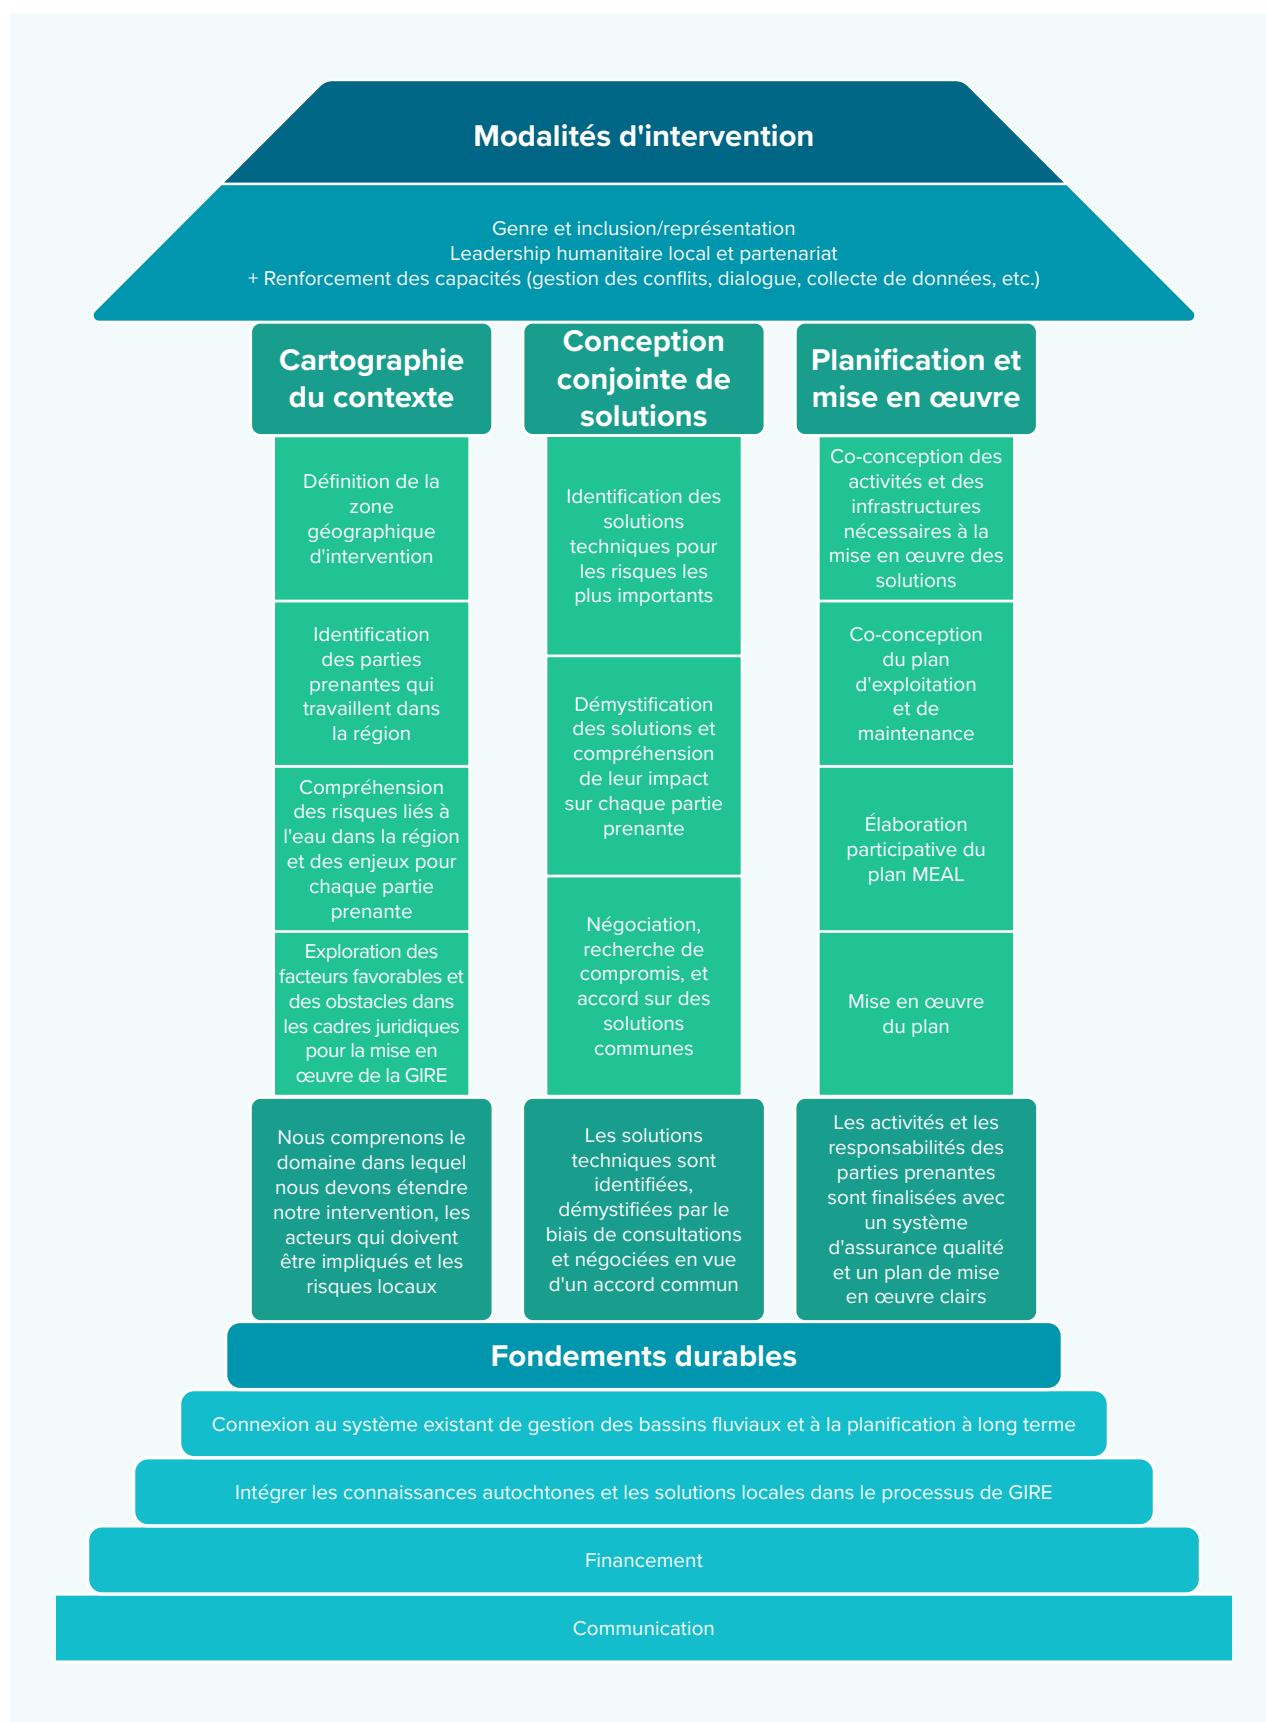 Modalités d'intervention
Genre et inclusion/représentation
Leadership humanitaire local et partenariat
+ Renforcement des capacités (gestion des conflits, dialogue, collecte de données, etc.)
Cartographie
du contexte
Définition de la
zone
géographique
d'intervention
Identification
des parties
prenantes qui
travaillent dans
la région
Compréhension
des risques liés à
l'eau dans la région
et des enjeux pour
chaque partie
prenante
Exploration des
facteurs favorables et
des obstacles dans
les cadres juridiques
pour la mise en
œuvre de la GIRE
Nous comprenons le
domaine dans lequel
nous devons étendre
notre intervention, les
acteurs qui doivent
être impliqués et les
risques locaux
Conception
conjointe de
solutions
Identification des
solutions
techniques pour
les risques les
plus importants
Démystification
des solutions et
compréhension
de leur impact
sur chaque partie
prenante
Négociation,
recherche de
compromis, et
accord sur des
solutions
communes
Les solutions
techniques sont
identifiées,
démystifiées par le
biais de consultations
et négociées en vue
d'un accord commun
Planification et
mise en œuvre
Co-conception des
activités et des
infrastructures
nécessaires à la
mise en œuvre des
solutions
Co-conception
du plan
d'exploitation
et de
maintenance
Élaboration
participative du
plan MEAL
Mise en œuvre
du plan
Les activités et les
responsabilités des
parties prenantes
sont finalisées avec
un système
d'assurance qualité
et un plan de mise
en œuvre clairs
Fondements durables
Connexion au système existant de gestion des bassins fluviaux et à la planification à long terme
Intégrer les connaissances autochtones et les solutions locales dans le processus de GIRE
Financement
Communication